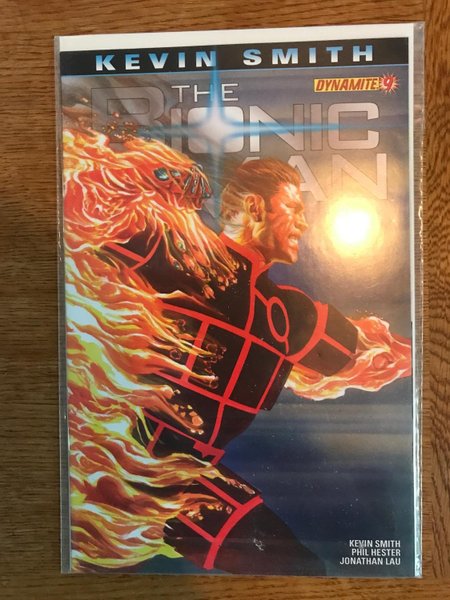 KEVIN SMITH
DYNAMITE 9
THE
BIONIC
MAN
KEVIN SMITH
PHIL HESTER
JONATHAN LAU